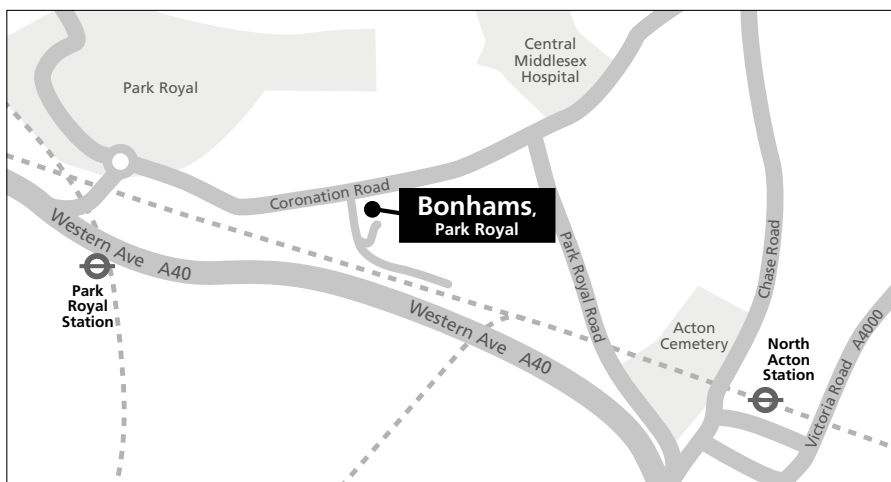 Central
Middlesex
Hospital
Park Royal
Coronation Road
Bonhams,
Park Royal
Western Ave A40
Park
Royal
Station
Park Royal Road
Chase Road
Western Ave A40
Acton
Cemetery
North
Acton
Station
Victoria Road A4000